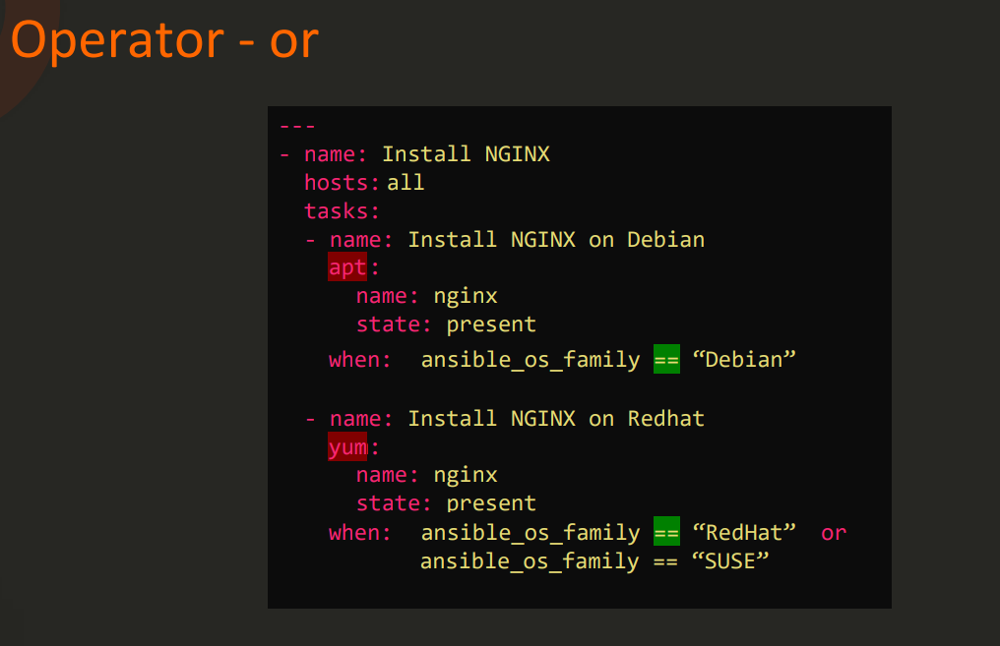 Operator - or
---
- name: Install NGINX
  hosts: all
  tasks:
  - name: Install NGINX on Debian
    apt:
      name: nginx
      state: present
    when:  ansible_os_family == “Debian”
  - name: Install NGINX on Redhat
    yum:
      name: nginx
      state: present
    when:  ansible_os_family == “RedHat”  or
           ansible_os_family == “SUSE”